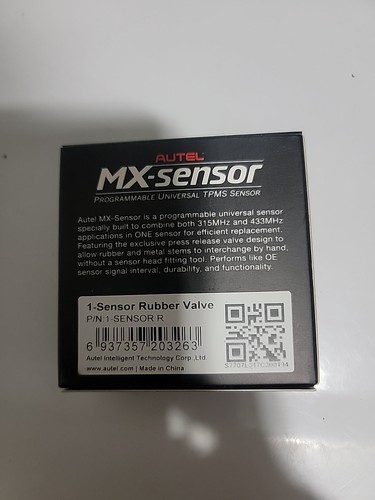 AUTEL
MX-sensor
PROGRAMMABLE UNIVERSAL TPMS SENSOR
Autel MX-Sensor is a programmable universal sensor
specially built to combine both 315MHz and 433MHz
applications in ONE sensor for efficient replacement.
Featuring the exclusive press release valve design to
allow rubber and metal stems to interchange by hand,
without a sensor head fitting tool. Performs like OE
sensor signal interval, durability, and functionality.
1-Sensor Rubber Valve
P/N:1-SENSOR R
6 937357 203263
Autel Intelligent Technology Corp.,Ltd.
www.autel.com | Made in China